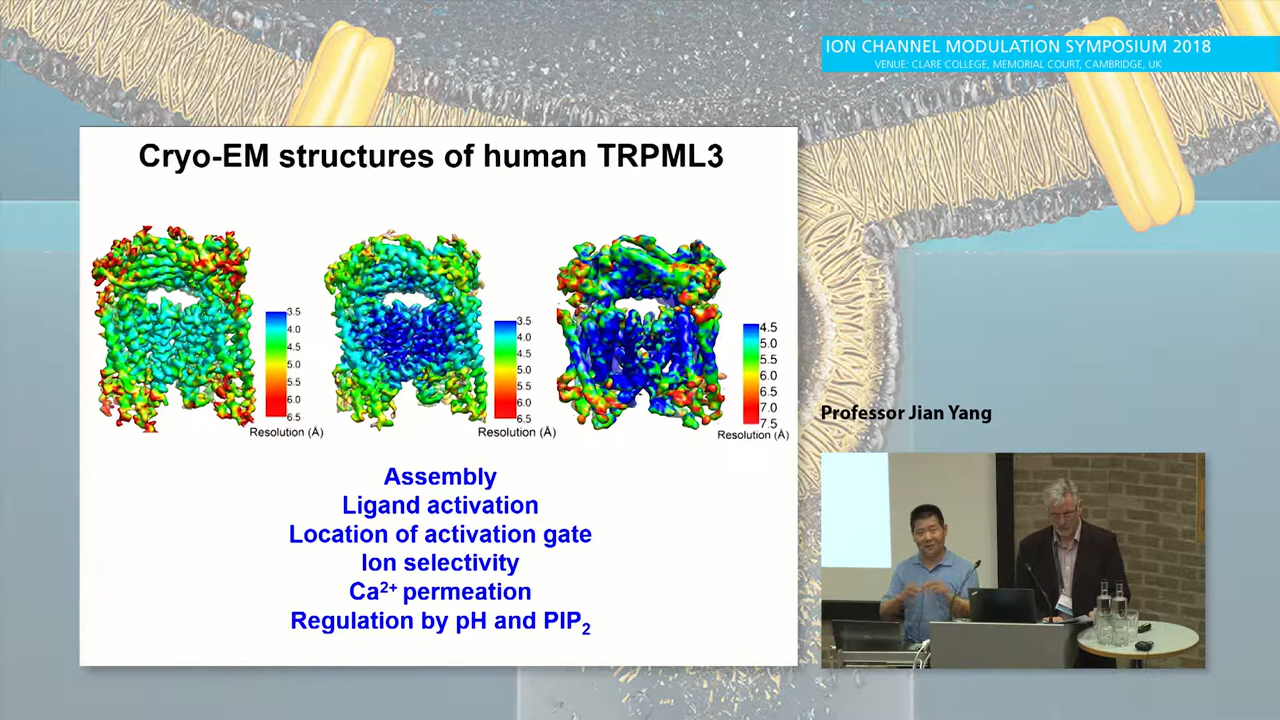 ION CHANNEL MODULATION SYMPOSIUM 2018
VENUE: CLARE COLLEGE, MEMORIAL COURT, CAMBRIDGE, UK
Cryo-EM structures of human TRPML3
3.5
4.0
4.5
5.0
5.5
6.0
6.5
Resolution (Å)
3.5
4.0
4.5
5.0
5.5
6.0
6.5
Resolution (Å)
4.5
5.0
5.5
6.0
6.5
7.0
7.5
Resolution (Å)
Assembly
Ligand activation
Location of activation gate
Ion selectivity
Ca²⁺ permeation
Regulation by pH and PIP₂
Professor Jian Yang